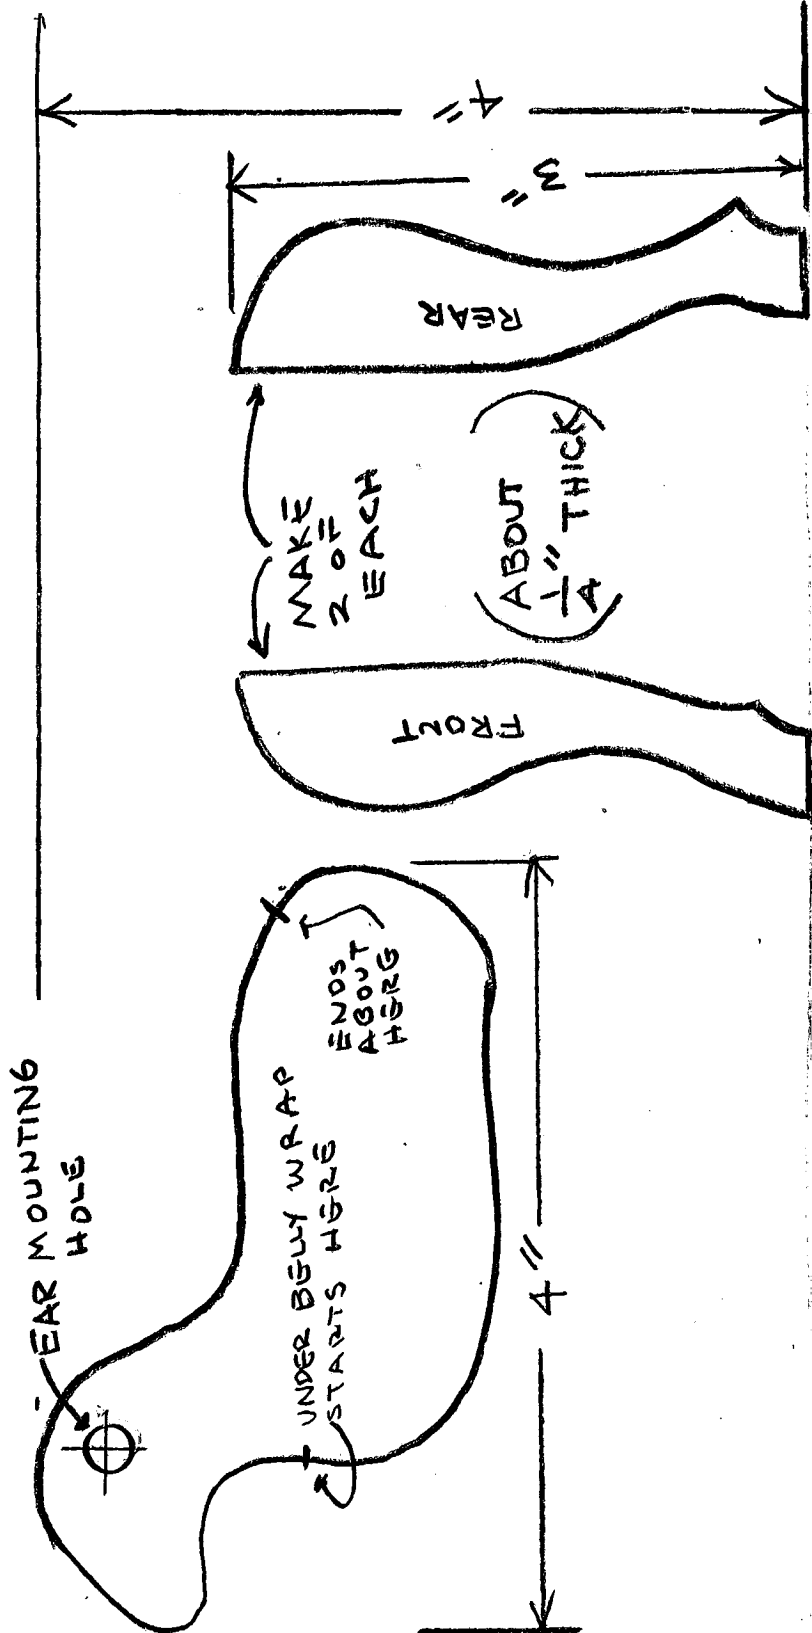 EAR MOUNTING
HOLE
UNDER BELLY WRAP
STARTS HERE
ENDS
ABOUT
HERE
4"
FRONT
MAKE
2 OF
EACH
(ABOUT
1/4" THICK)
REAR
3"
4"